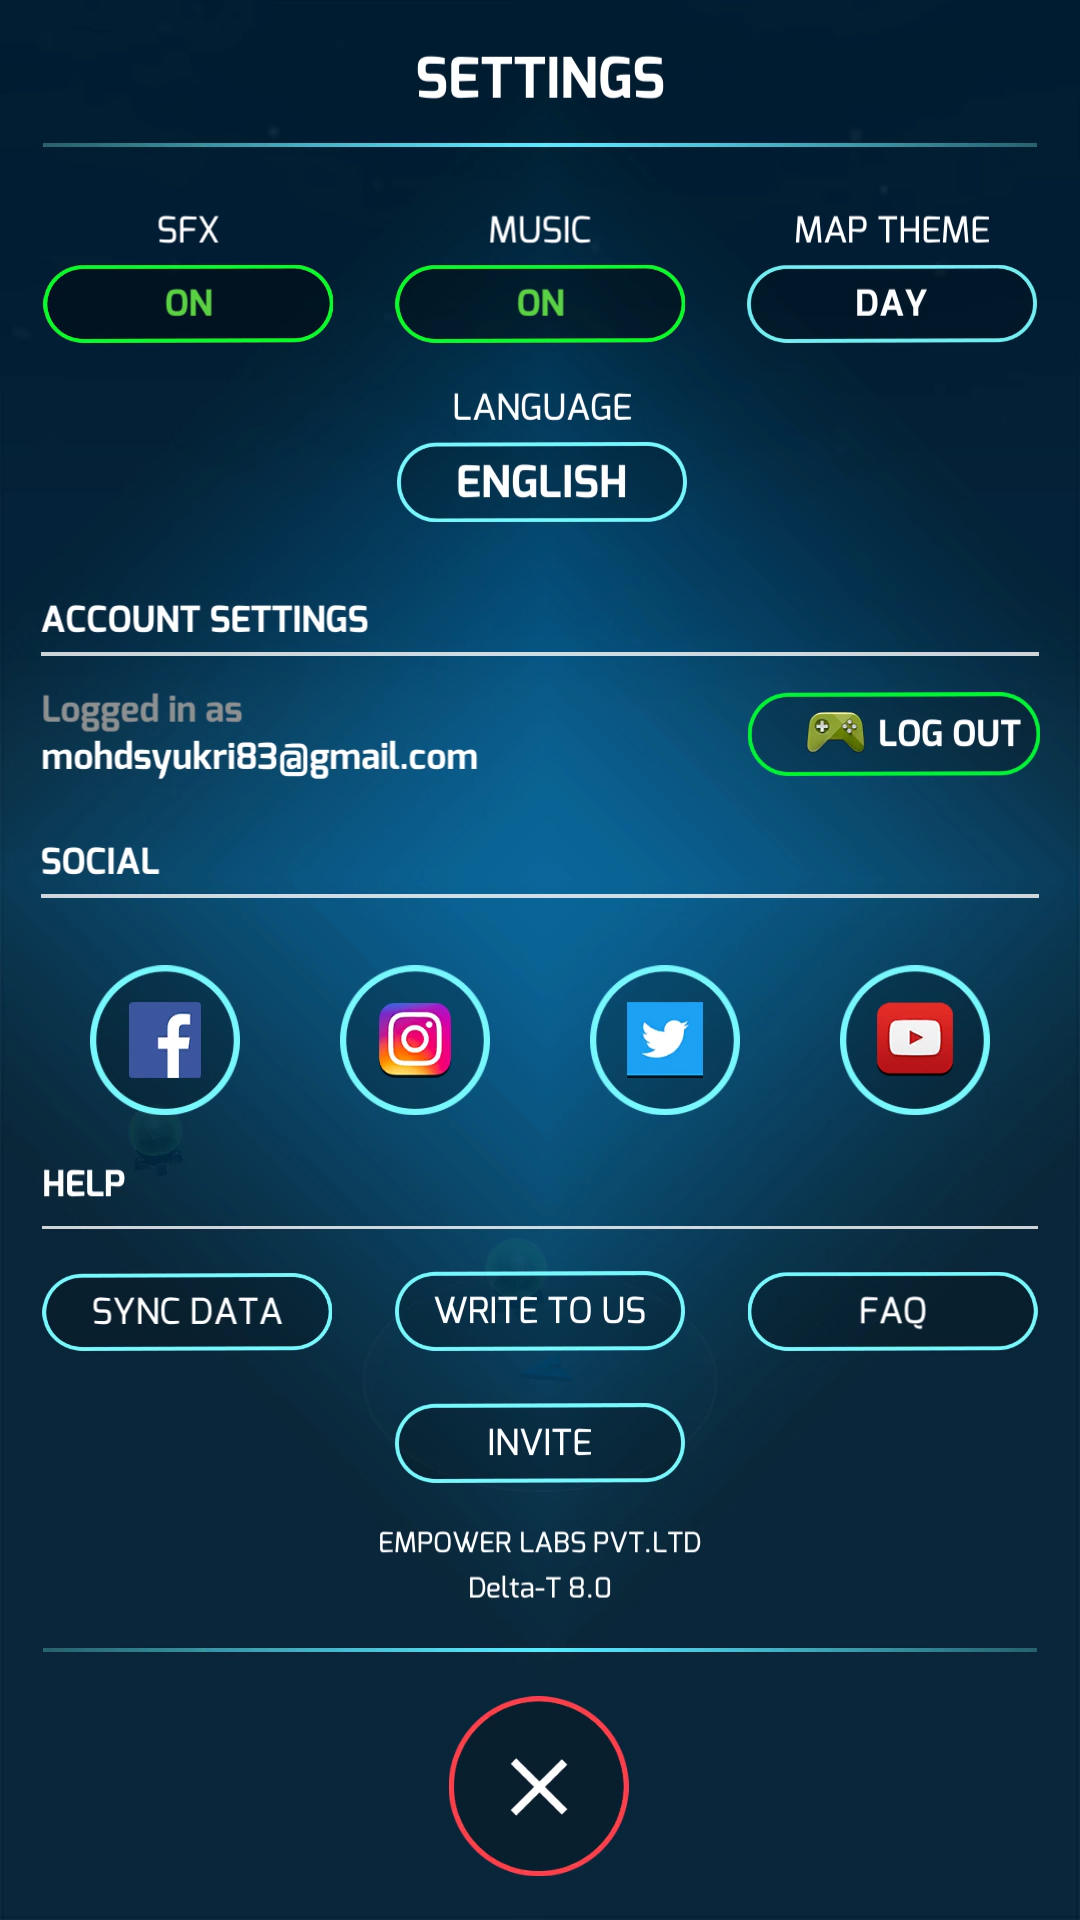 SETTINGS
SFX
MUSIC
MAP THEME
ON
ON
DAY
LANGUAGE
ENGLISH
ACCOUNT SETTINGS
Logged in as
mohdsyukri83@gmail.com
LOG OUT
SOCIAL
HELP
SYNC DATA
WRITE TO US
FAQ
INVITE
EMPOWER LABS PVT.LTD
Delta-T 8.0